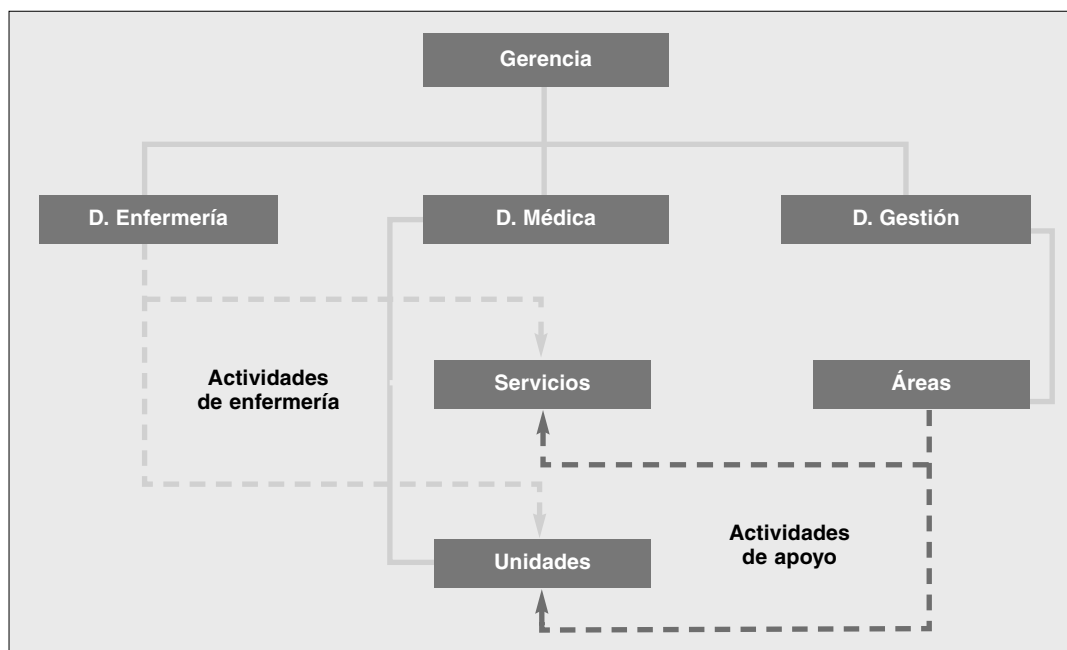 Gerencia
D. Enfermería
D. Médica
D. Gestión
Actividades
de enfermería
Servicios
Áreas
Actividades
de apoyo
Unidades